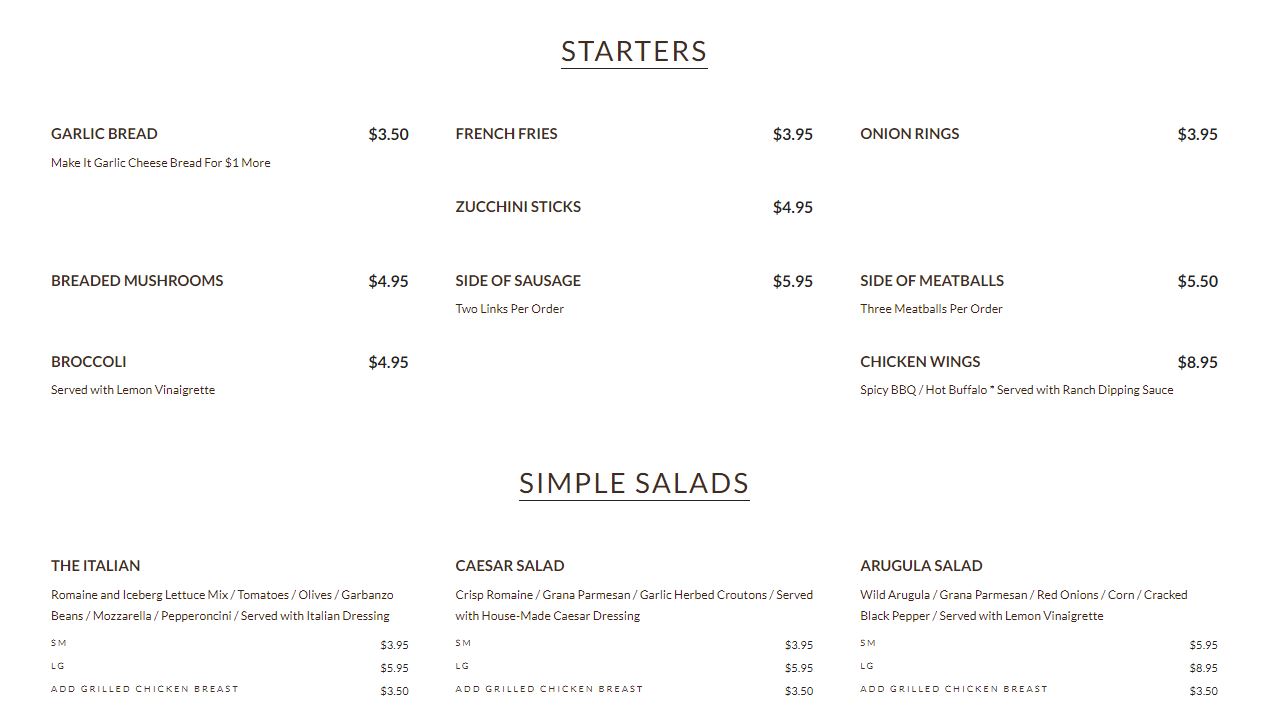 STARTERS
GARLIC BREAD $3.50
Make It Garlic Cheese Bread For $1 More
FRENCH FRIES $3.95
ONION RINGS $3.95
ZUCCHINI STICKS $4.95
BREADED MUSHROOMS $4.95
SIDE OF SAUSAGE $5.95
Two Links Per Order
SIDE OF MEATBALLS $5.50
Three Meatballs Per Order
BROCCOLI $4.95
Served with Lemon Vinaigrette
CHICKEN WINGS $8.95
Spicy BBQ / Hot Buffalo * Served with Ranch Dipping Sauce
SIMPLE SALADS
THE ITALIAN
Romaine and Iceberg Lettuce Mix / Tomatoes / Olives / Garbanzo
Beans / Mozzarella / Pepperoncini / Served with Italian Dressing
SM $3.95
LG $5.95
ADD GRILLED CHICKEN BREAST $3.50
CAESAR SALAD
Crisp Romaine / Grana Parmesan / Garlic Herbed Croutons / Served
with House-Made Caesar Dressing
SM $3.95
LG $5.95
ADD GRILLED CHICKEN BREAST $3.50
ARUGULA SALAD
Wild Arugula / Grana Parmesan / Red Onions / Corn / Cracked
Black Pepper / Served with Lemon Vinaigrette
SM $5.95
LG $8.95
ADD GRILLED CHICKEN BREAST $3.50